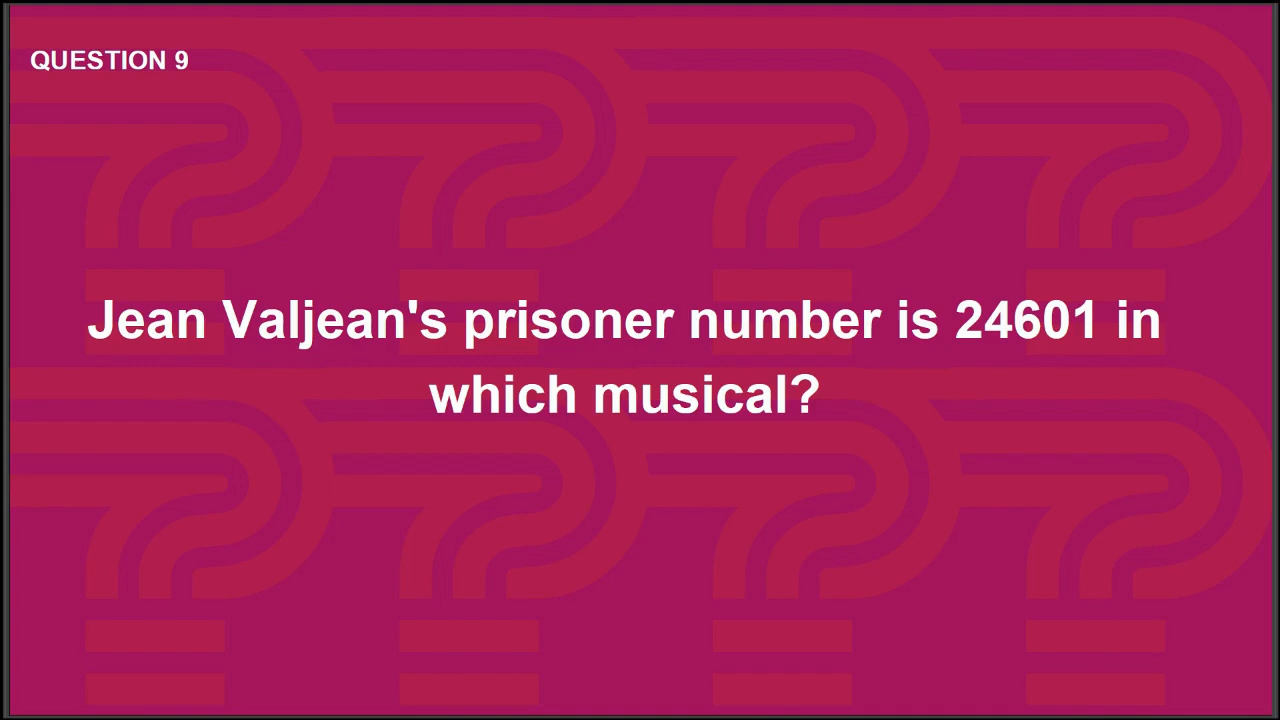 QUESTION 9
Jean Valjean's prisoner number is 24601 in
which musical?